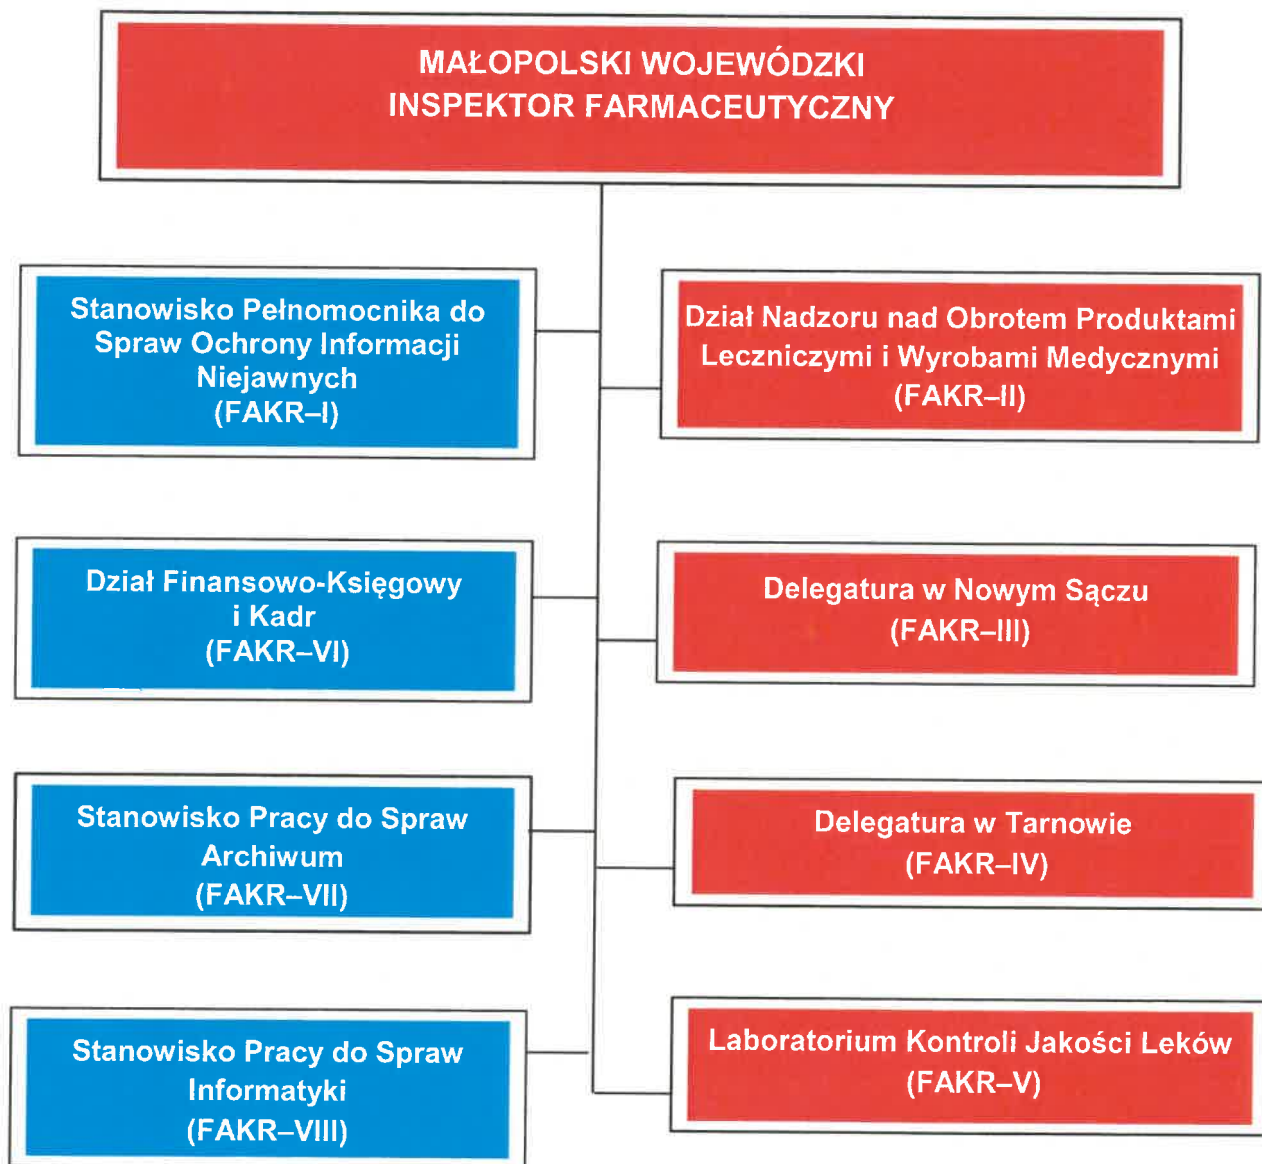 MAŁOPOLSKI WOJEWÓDZKI
INSPEKTOR FARMACEUTYCZNY
Stanowisko Pełnomocnika do
Spraw Ochrony Informacji
Niejawnych
(FAKR–I)
Dział Nadzoru nad Obrotem Produktami
Leczniczymi i Wyrobami Medycznymi
(FAKR–II)
Dział Finansowo-Księgowy
i Kadr
(FAKR–VI)
Delegatura w Nowym Sączu
(FAKR–III)
Stanowisko Pracy do Spraw
Archiwum
(FAKR–VII)
Delegatura w Tarnowie
(FAKR–IV)
Stanowisko Pracy do Spraw
Informatyki
(FAKR–VIII)
Laboratorium Kontroli Jakości Leków
(FAKR–V)